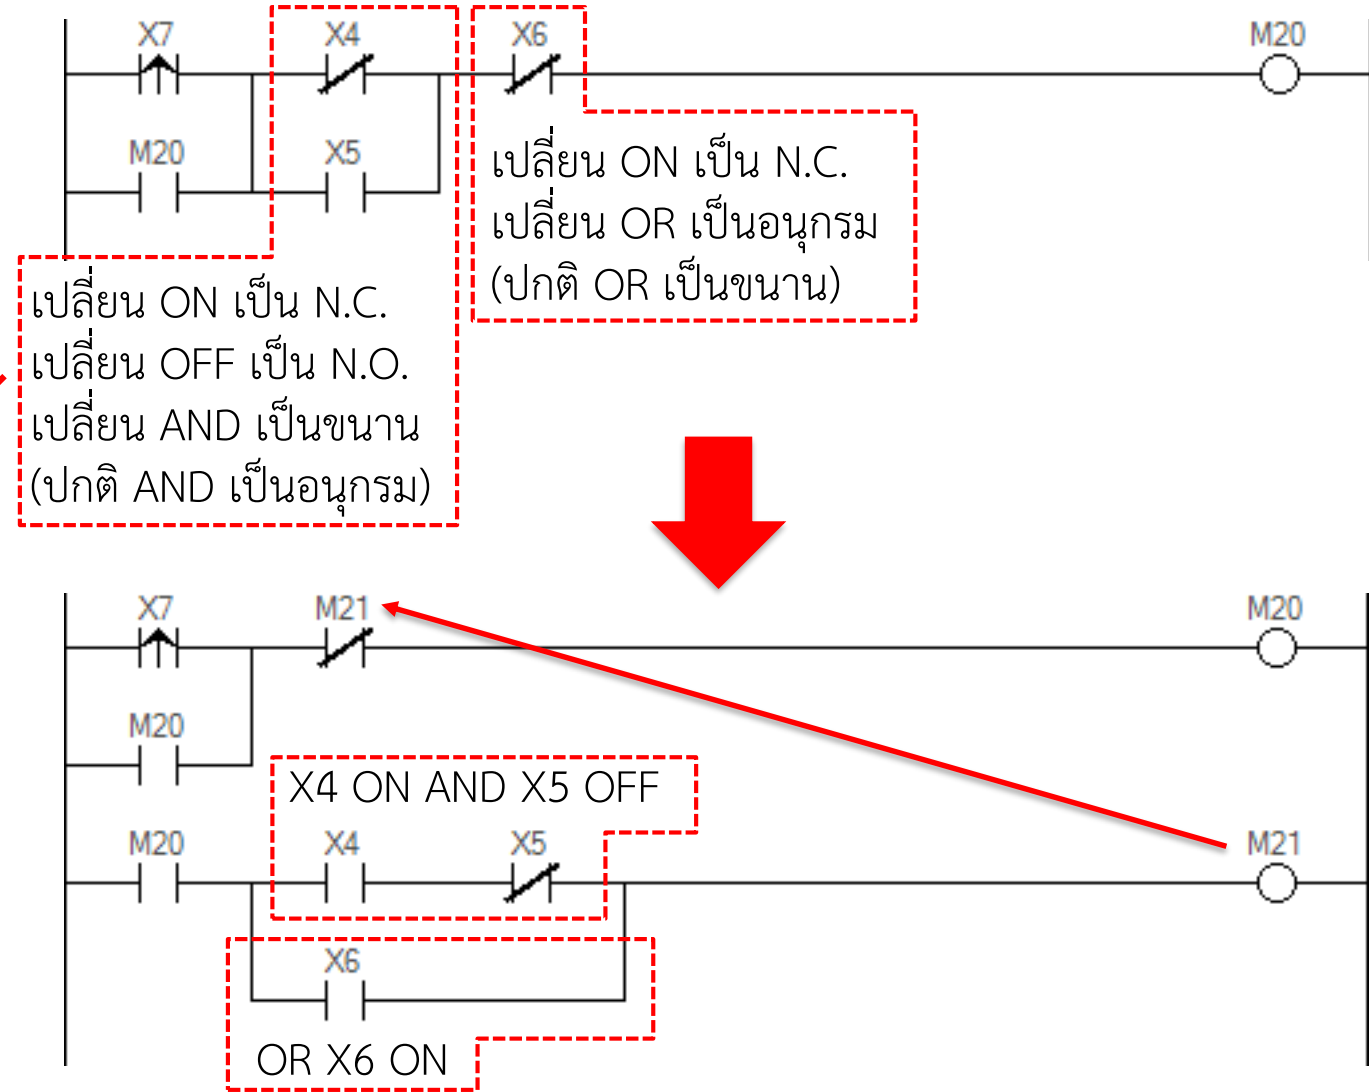 X7 X4 X6 M20
M20 X5
เปลี่ยน ON เป็น N.C.
เปลี่ยน OR เป็นอนุกรม
(ปกติ OR เป็นขนาน)
เปลี่ยน ON เป็น N.C.
เปลี่ยน OFF เป็น N.O.
เปลี่ยน AND เป็นขนาน
(ปกติ AND เป็นอนุกรม)
X7 M21 M20
M20
X4 ON AND X5 OFF
M20 X4 X5 M21
X6
OR X6 ON